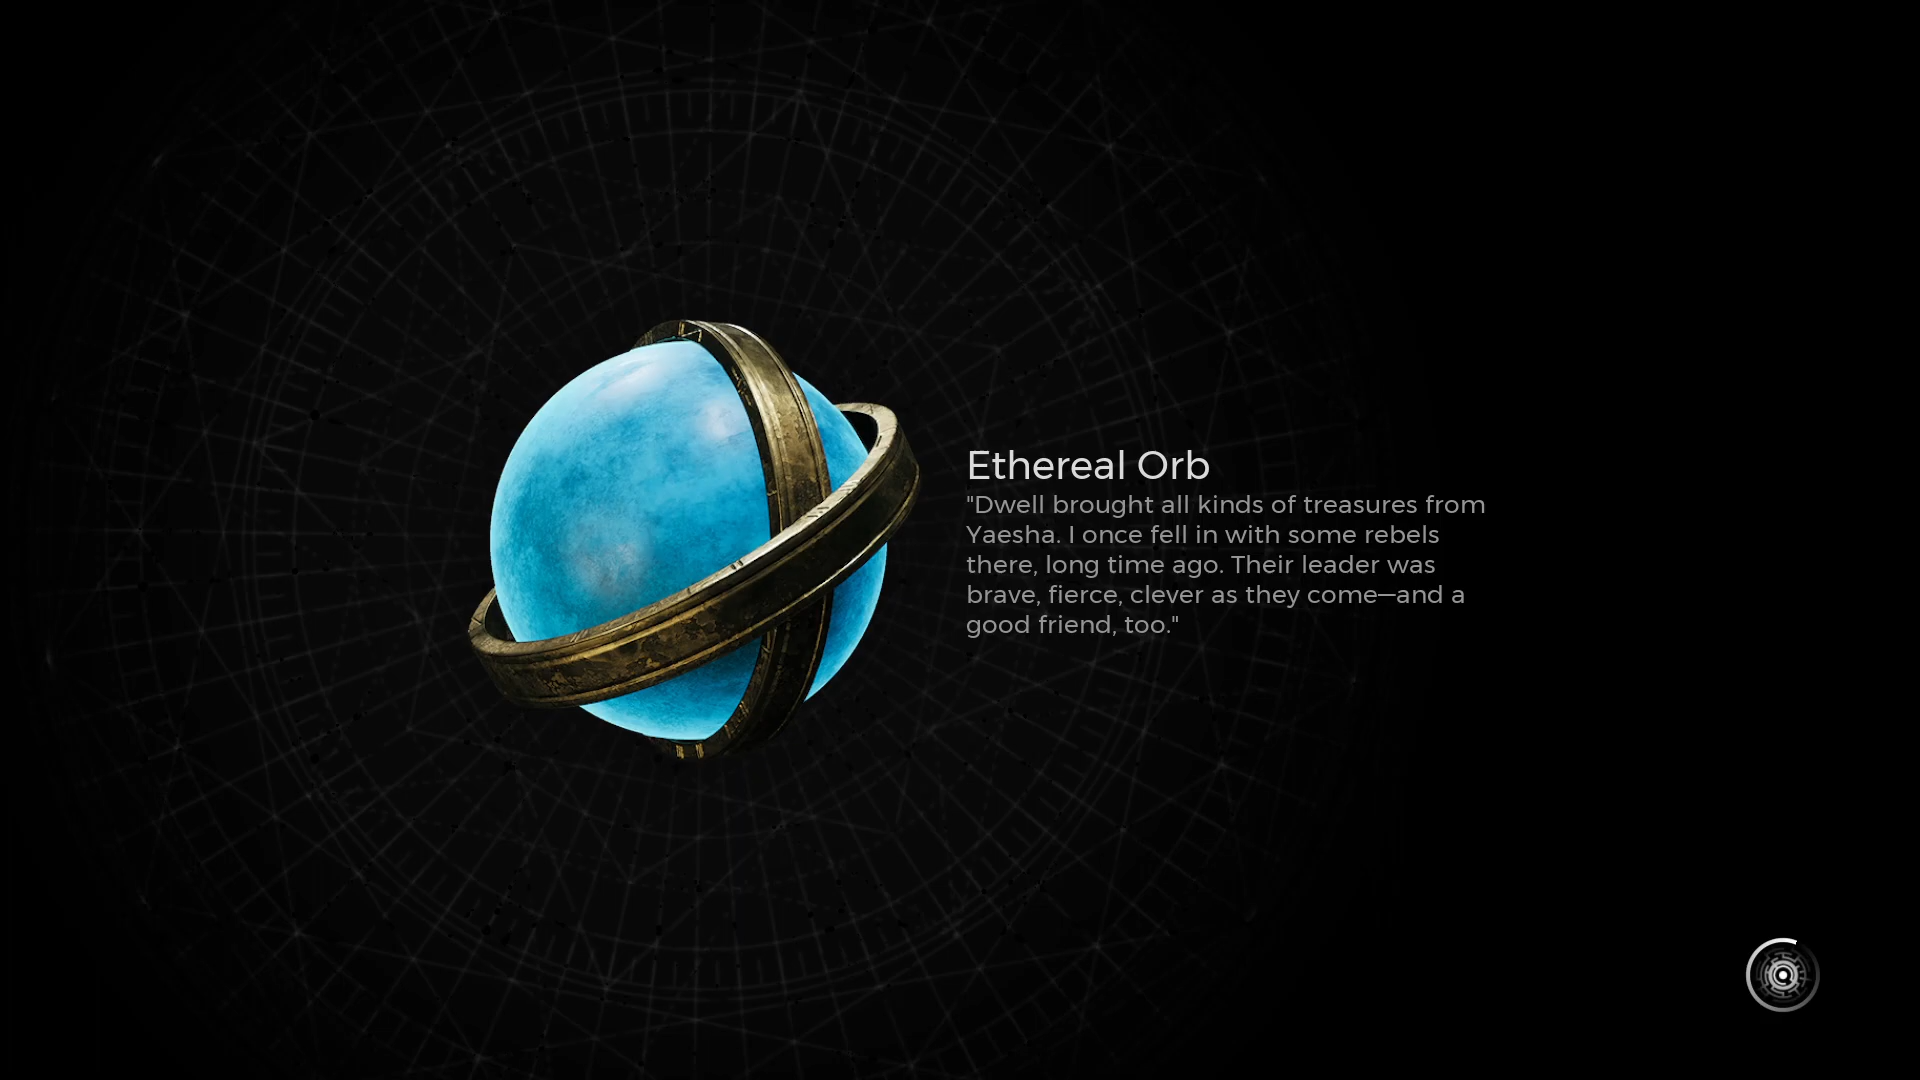 Ethereal Orb
"Dwell brought all kinds of treasures from
Yaesha. I once fell in with some rebels
there, long time ago. Their leader was
brave, fierce, clever as they come—and a
good friend, too."